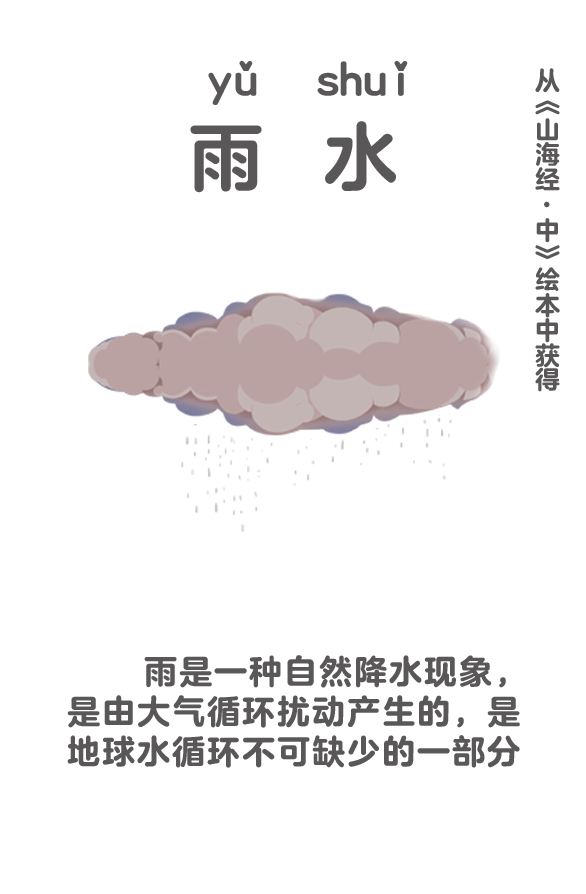 yǔ shuǐ
雨 水
从《山海经·中》绘本中获得
雨是一种自然降水现象，
是由大气循环扰动产生的，是
地球水循环不可缺少的一部分